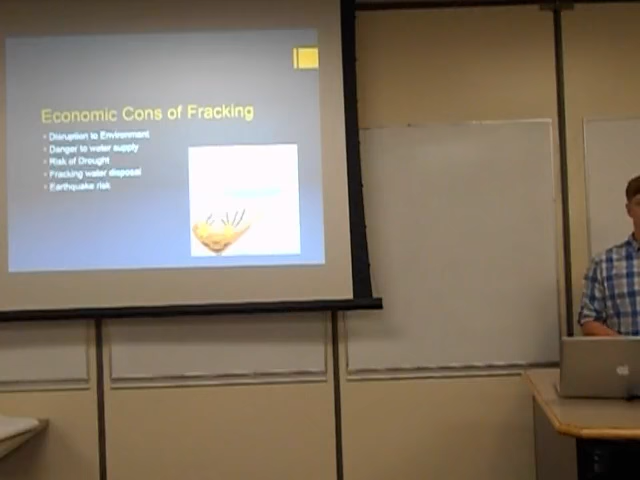 Economic Cons of Fracking
• Disruption to Environment
• Danger to water supply
• Risk of Drought
• Fracking water disposal
• Earthquake risk